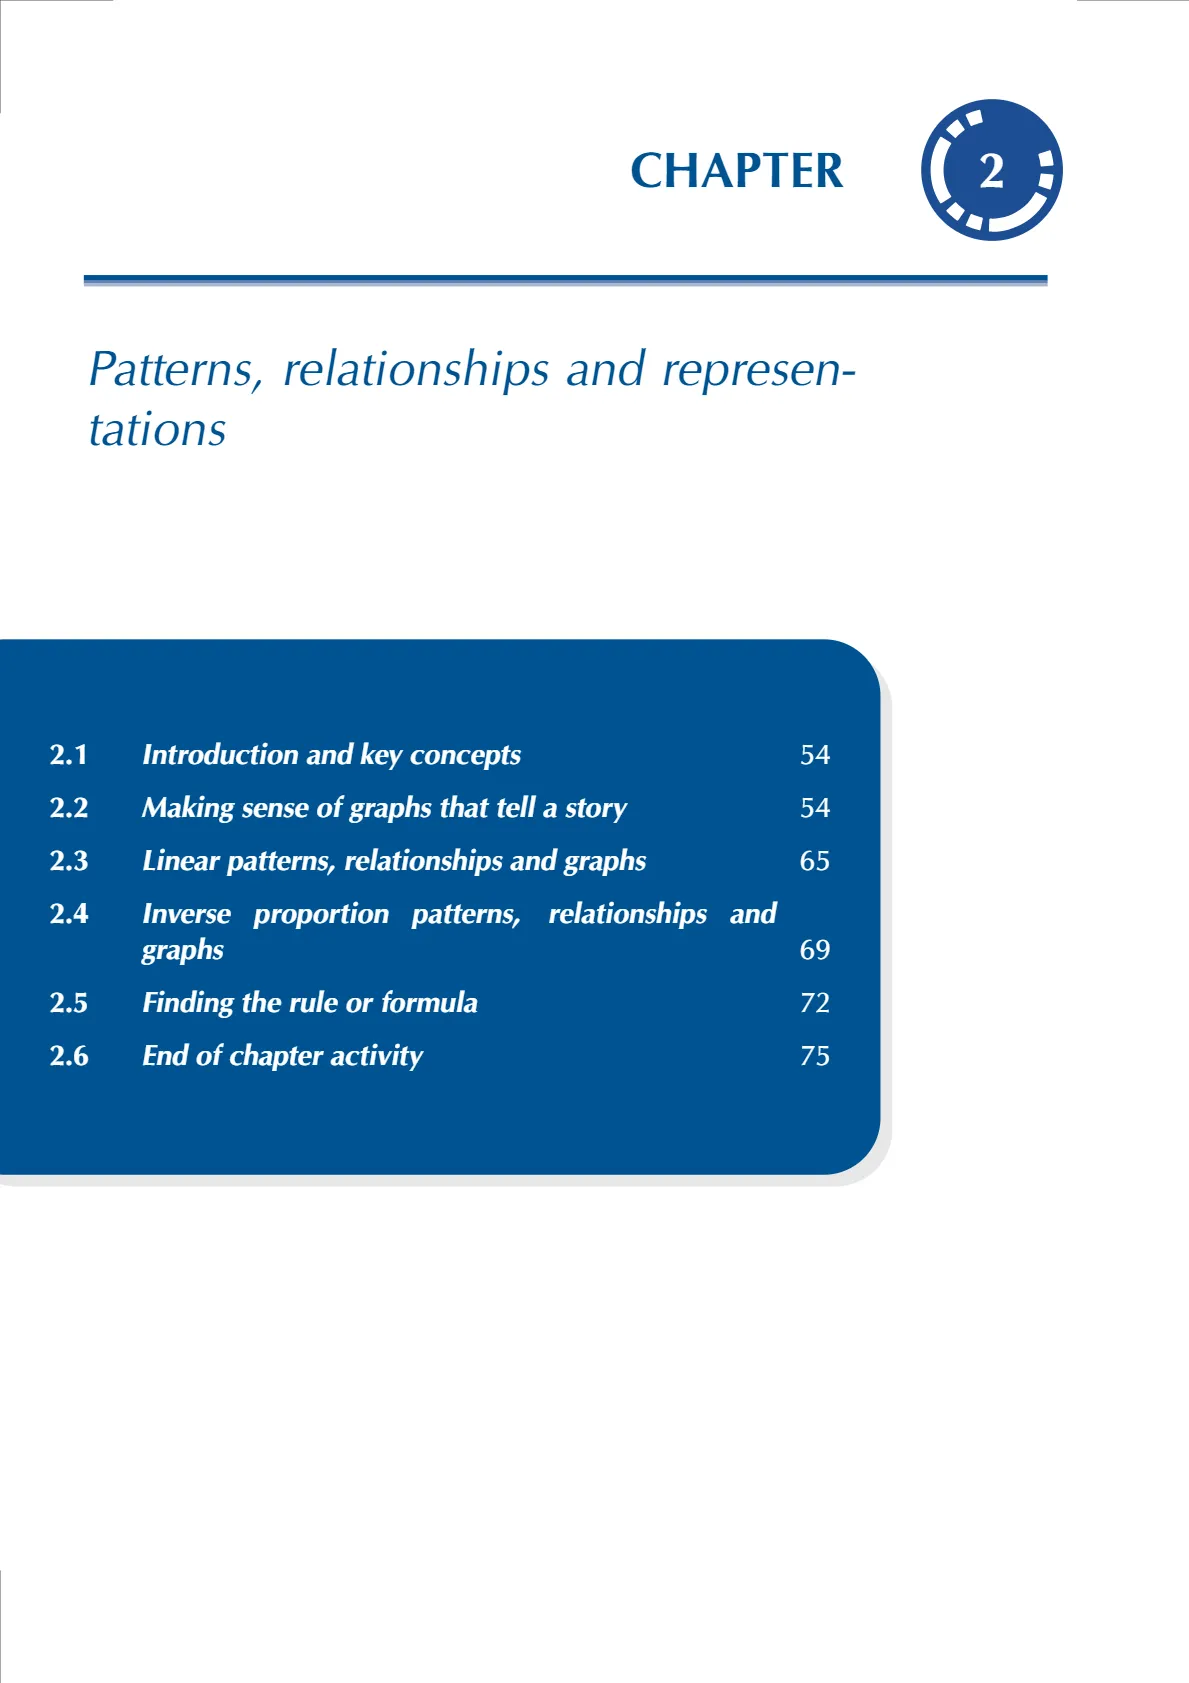 CHAPTER 2
Patterns, relationships and represen-
tations
2.1 Introduction and key concepts 54
2.2 Making sense of graphs that tell a story 54
2.3 Linear patterns, relationships and graphs 65
2.4 Inverse proportion patterns, relationships and
graphs 69
2.5 Finding the rule or formula 72
2.6 End of chapter activity 75